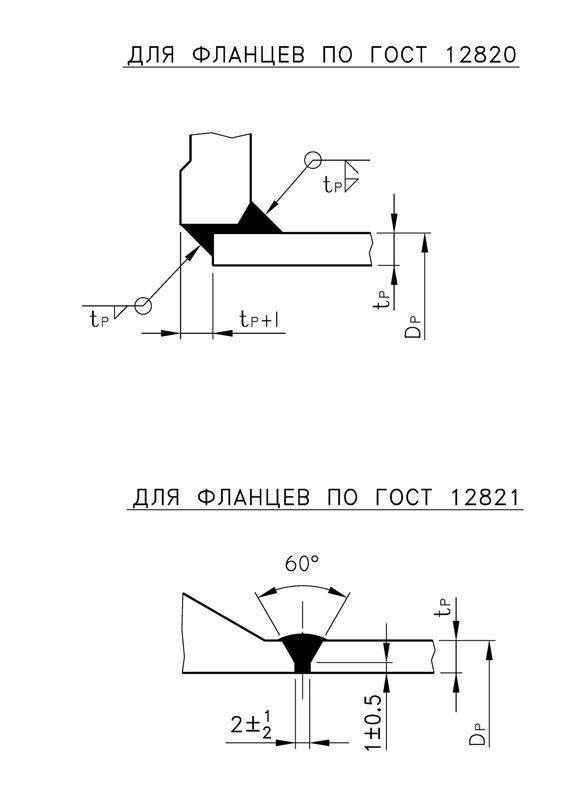 ДЛЯ ФЛАНЦЕВ ПО ГОСТ 12820
tP
tP
tP+1
tP
DP
ДЛЯ ФЛАНЦЕВ ПО ГОСТ 12821
60°
tP
2±1/2
1±0.5
DP